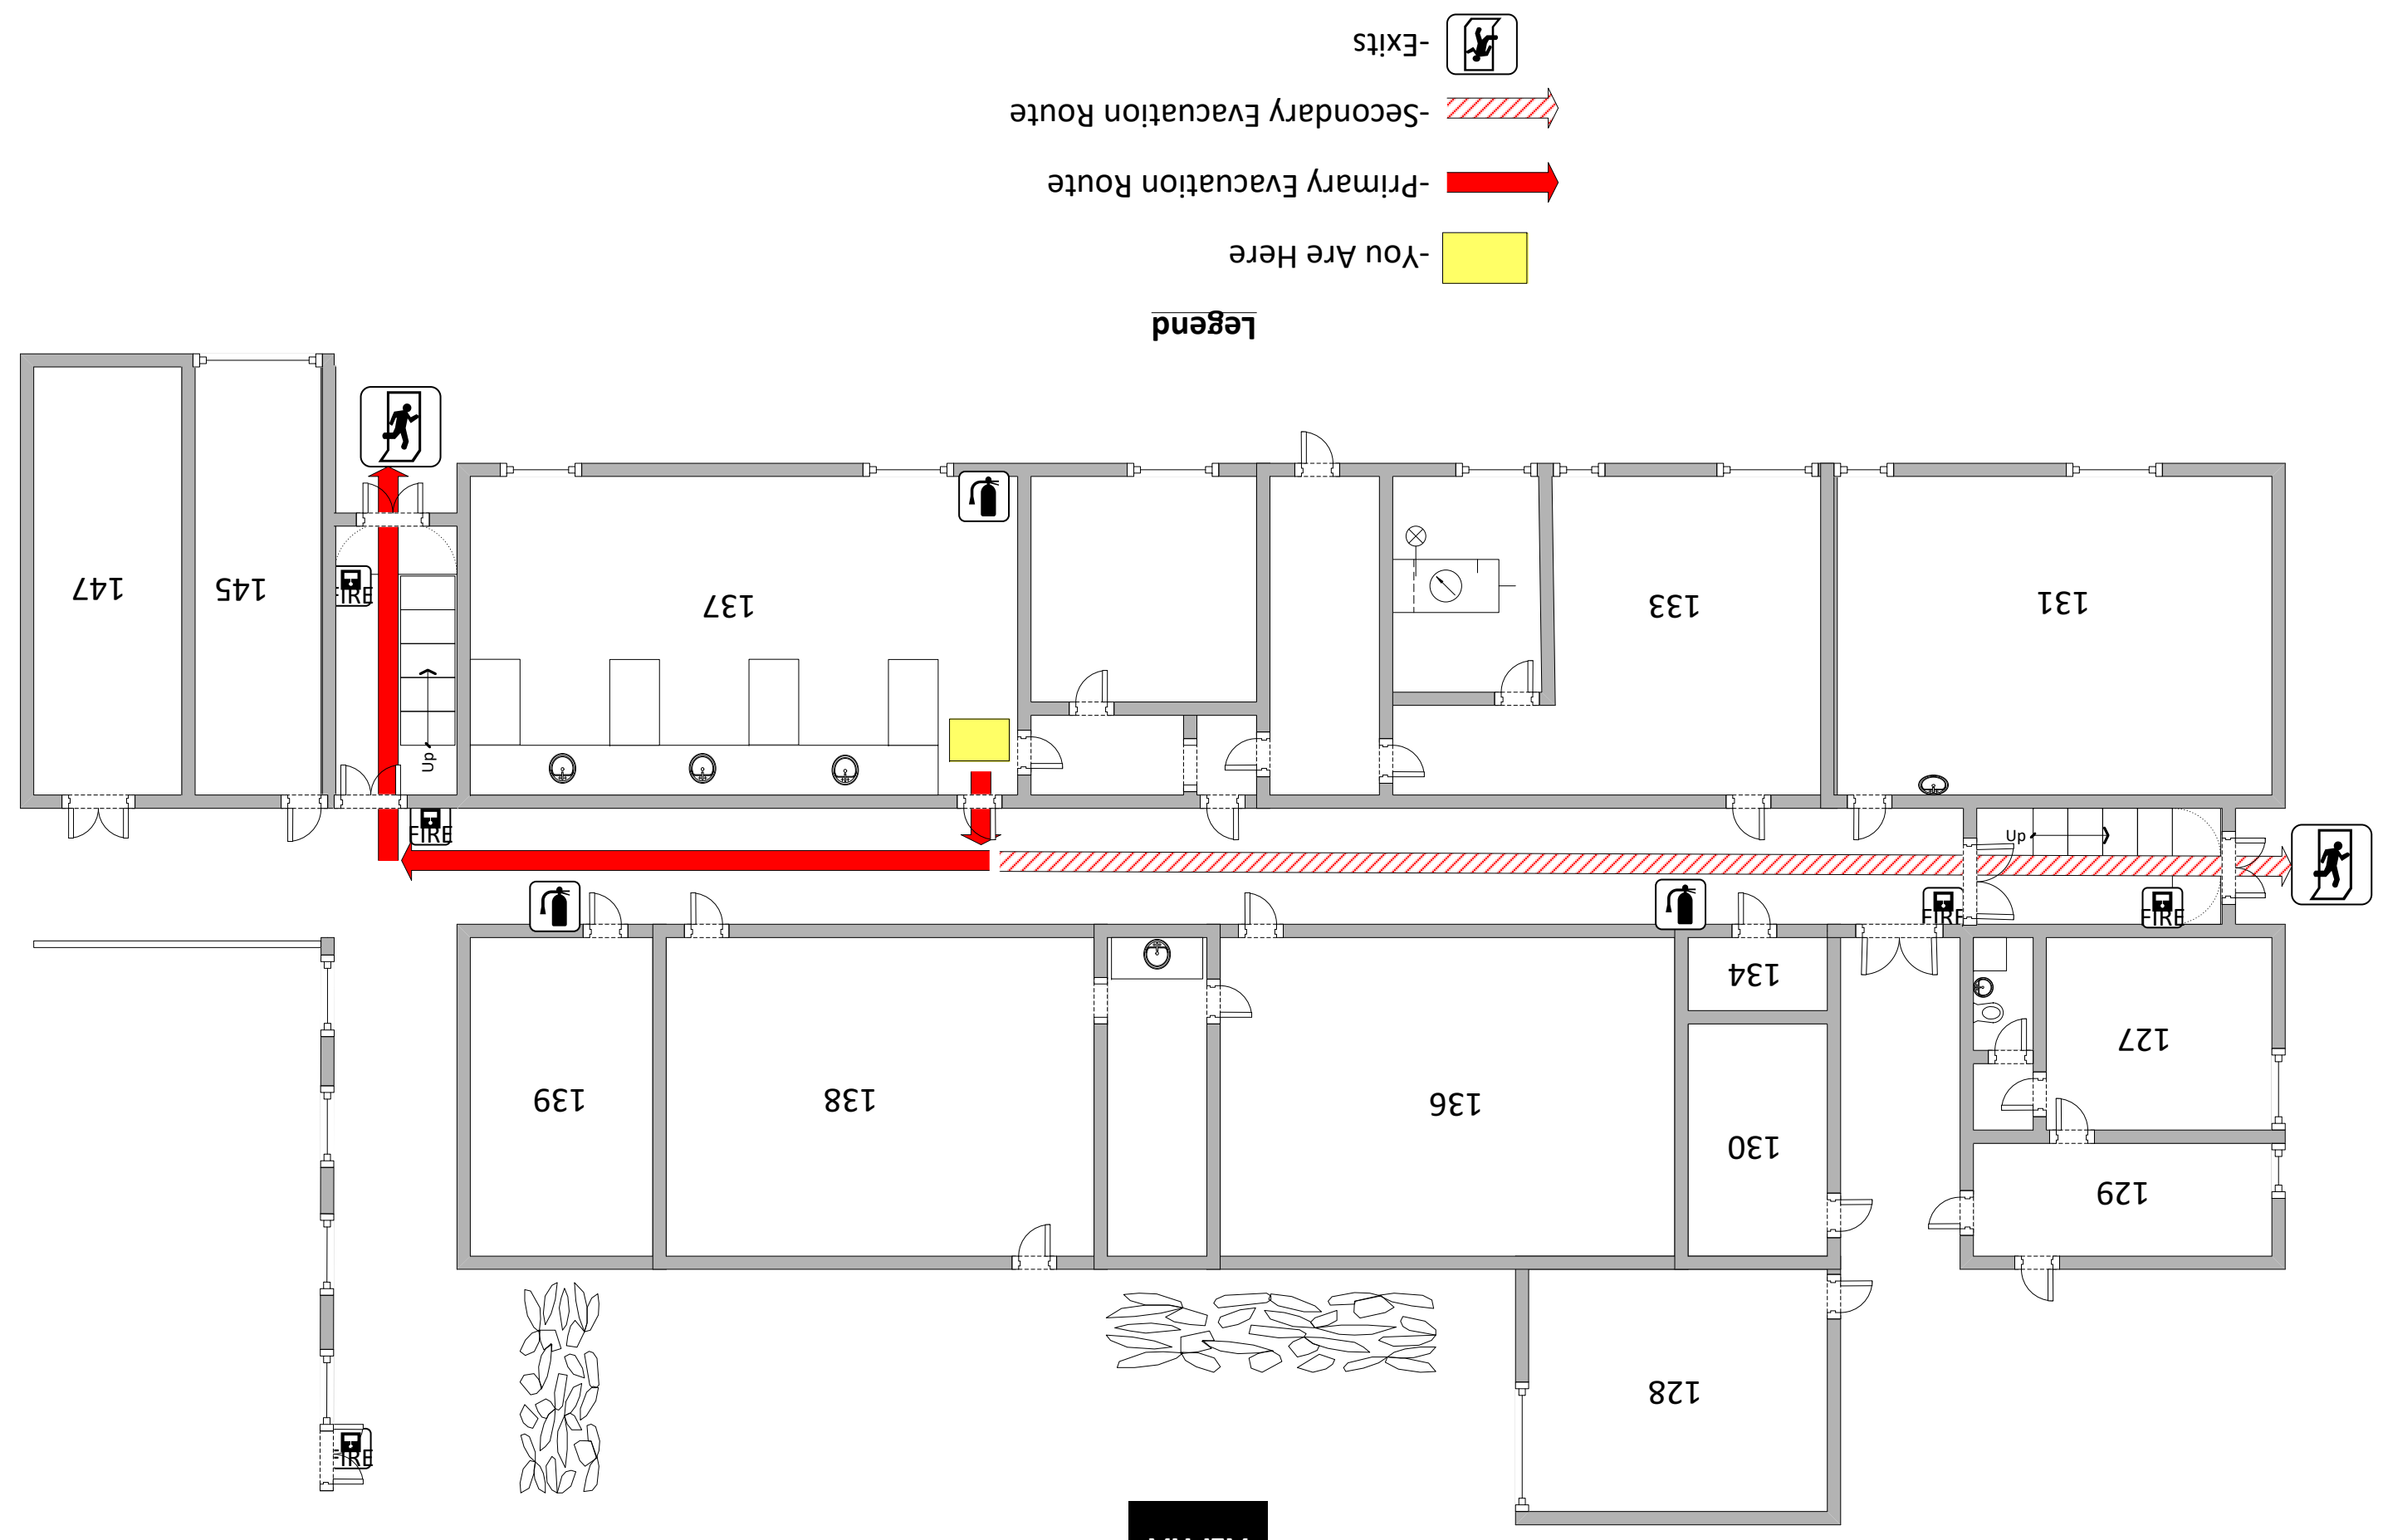 -Exits
-Secondary Evacuation Route
-Primary Evacuation Route
-You Are Here
Legend
147
145
FIRE
137
133
131
Up
FIRE
Up
FIRE
FIRE
134
127
139
138
136
130
129
128
FIRE